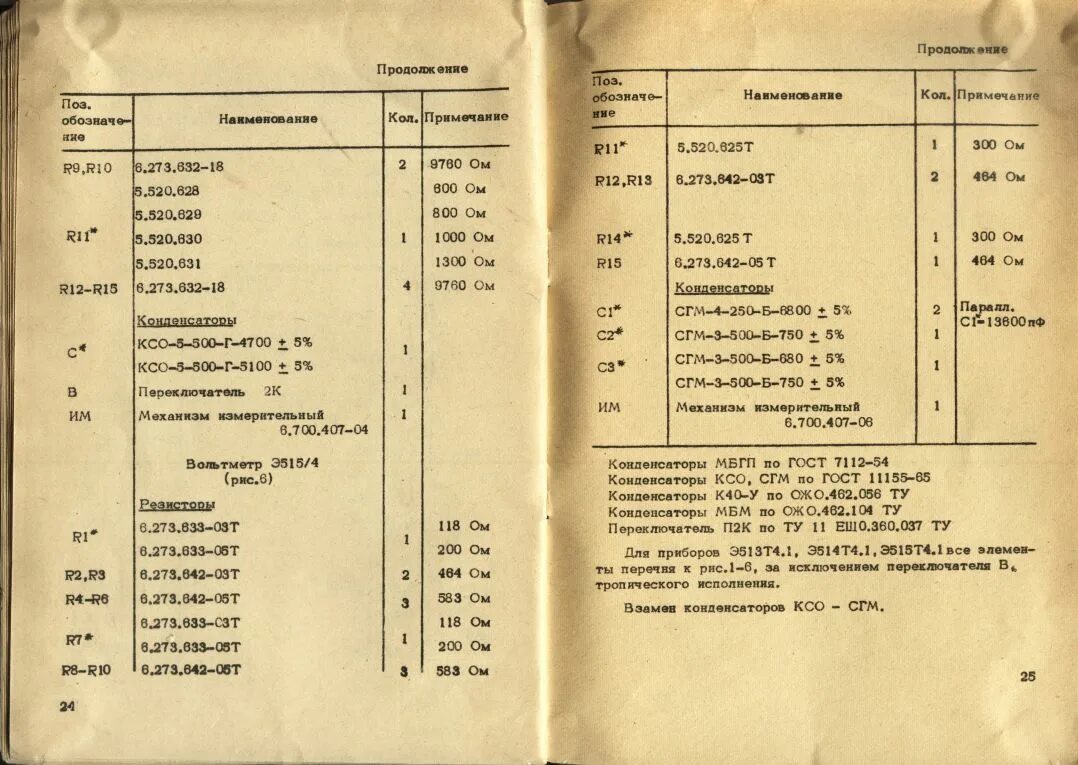 Продолжение
Поз. обозначе-ние Наименование Кол. Примечание
R9,R10 6.273.632-18 2 9760 Ом
5.520.628 600 Ом
5.520.629 800 Ом
R11* 5.520.630 1 1000 Ом
5.520.631 1300 Ом
R12-R15 6.273.632-18 4 9760 Ом
Конденсаторы
С* КСО-5-500-Г-4700 ± 5% 1
КСО-5-500-Г-5100 ± 5%
В Переключатель 2К 1
ИМ Механизм измерительный 1
6.700.407-04
Вольтметр Э515/4
(рис.6)
Резисторы
R1* 6.273.633-03Т 1 118 Ом
6.273.633-05Т 200 Ом
R2,R3 6.273.642-03Т 2 464 Ом
R4-R6 6.273.642-05Т 3 583 Ом
R7* 6.273.633-03Т 1 118 Ом
6.273.633-05Т 200 Ом
R8-R10 6.273.642-05Т 3 583 Ом
24
Продолжение
Поз. обозначе-ние Наименование Кол. Примечание
R11* 5.520.625Т 1 300 Ом
R12,R13 6.273.642-03Т 2 464 Ом
R14* 5.520.625 Т 1 300 Ом
R15 6.273.642-05 Т 1 464 Ом
Конденсаторы
С1* СГМ-4-250-Б-6800 ± 5% 2 Паралл.
С1*-13600пФ
С2* СГМ-3-500-Б-750 ± 5% 1
С3* СГМ-3-500-Б-680 ± 5% 1
СГМ-3-500-Б-750 ± 5%
ИМ Механизм измерительный 1
6.700.407-06
Конденсаторы МБГП по ГОСТ 7112-54
Конденсаторы КСО, СГМ по ГОСТ 11155-65
Конденсаторы К40-У по ОЖО.462.056 ТУ
Конденсаторы МБМ по ОЖО.462.104 ТУ
Переключатель П2К по ТУ 11 ЕЩ0.360.037 ТУ
Для приборов Э513Т4.1, Э514Т4.1,Э515Т4.1 все элемен-
ты перечня к рис.1-6, за исключением переключателя В,
тропического исполнения.
Взамен конденсаторов КСО - СГМ.
25